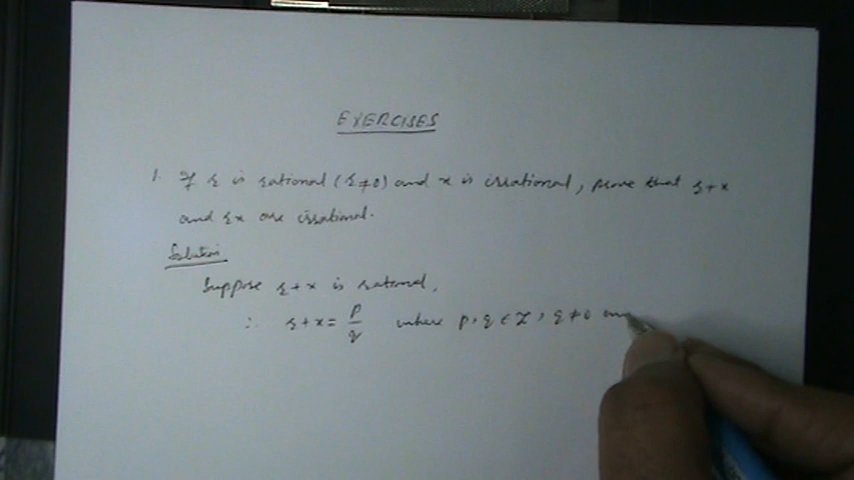 EXERCISES
1. If r is rational (r≠0) and x is irrational, prove that r+x
and rx are irrational.
Solution
Suppose r+x is rational.
∴ r+x = p/q where p, q ∈ Z, q≠0 an